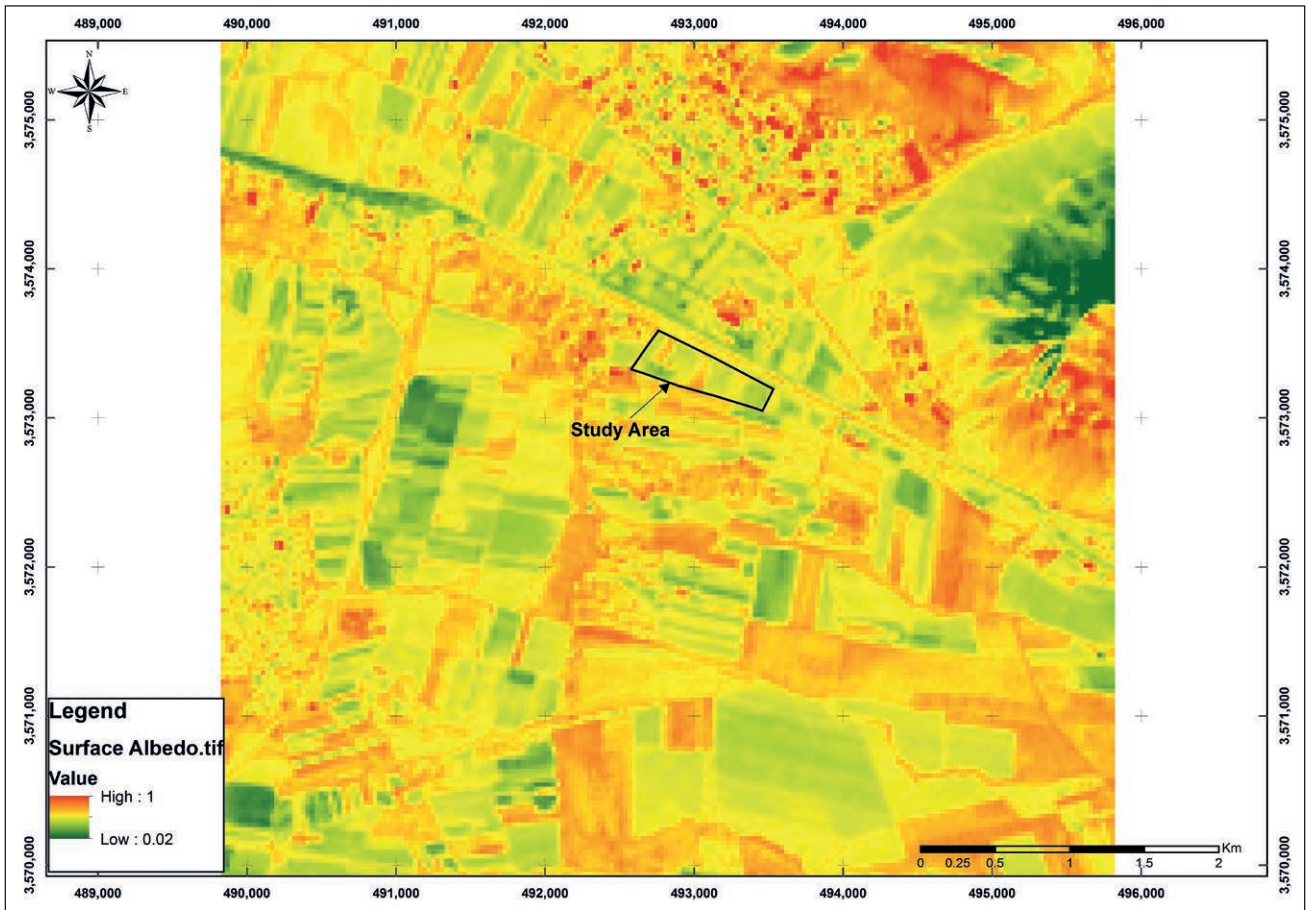 489,000 490,000 491,000 492,000 493,000 494,000 495,000 496,000
N
W E
S
3,575,000 3,575,000
3,574,000 3,574,000
3,573,000 3,573,000
Study Area
3,572,000 3,572,000
3,571,000 3,571,000
3,570,000 3,570,000
Legend
Surface Albedo.tif
Value
High : 1
Low : 0.02
Km
0 0.25 0.5 1 1.5 2
489,000 490,000 491,000 492,000 493,000 494,000 495,000 496,000